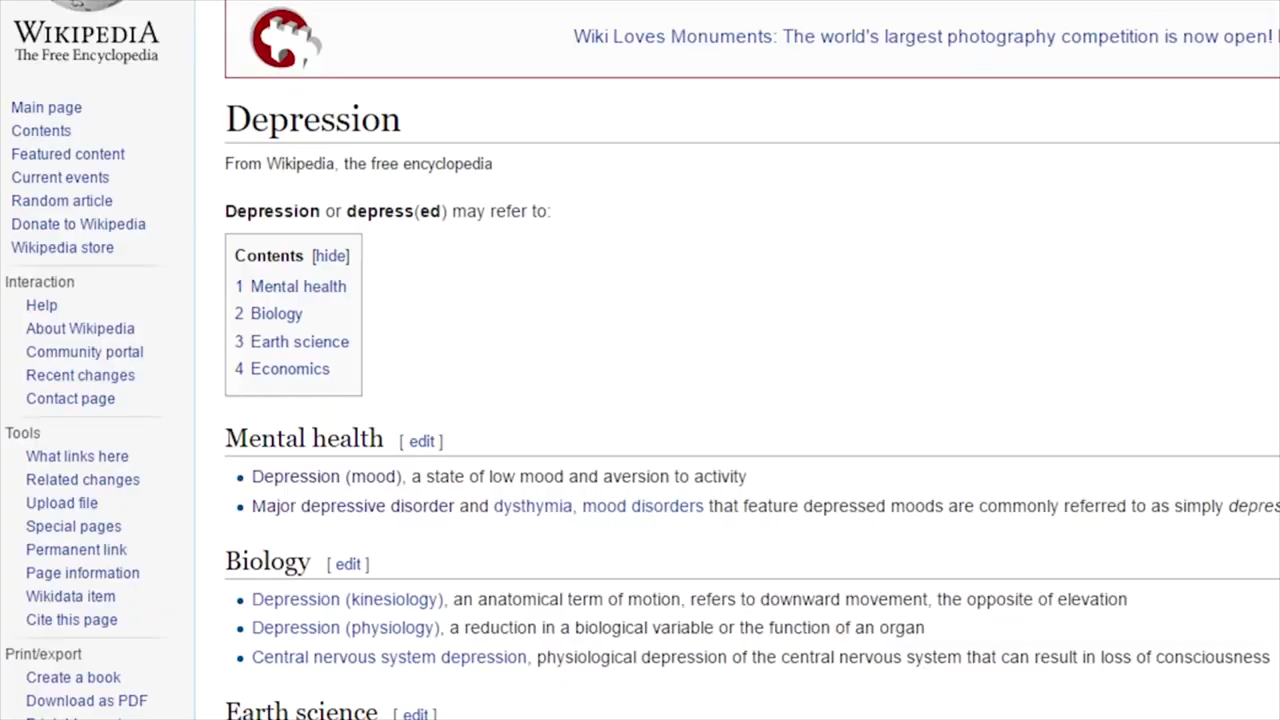 WIKIPEDIA
The Free Encyclopedia
Main page
Contents
Featured content
Current events
Random article
Donate to Wikipedia
Wikipedia store
Interaction
Help
About Wikipedia
Community portal
Recent changes
Contact page
Tools
What links here
Related changes
Upload file
Special pages
Permanent link
Page information
Wikidata item
Cite this page
Print/export
Create a book
Download as PDF
Wiki Loves Monuments: The world's largest photography competition is now open!
Depression
From Wikipedia, the free encyclopedia
Depression or depress(ed) may refer to:
Contents [hide]
1 Mental health
2 Biology
3 Earth science
4 Economics
Mental health [ edit ]
• Depression (mood), a state of low mood and aversion to activity
• Major depressive disorder and dysthymia, mood disorders that feature depressed moods are commonly referred to as simply depres
Biology [ edit ]
• Depression (kinesiology), an anatomical term of motion, refers to downward movement, the opposite of elevation
• Depression (physiology), a reduction in a biological variable or the function of an organ
• Central nervous system depression, physiological depression of the central nervous system that can result in loss of consciousness
Earth science [ edit ]